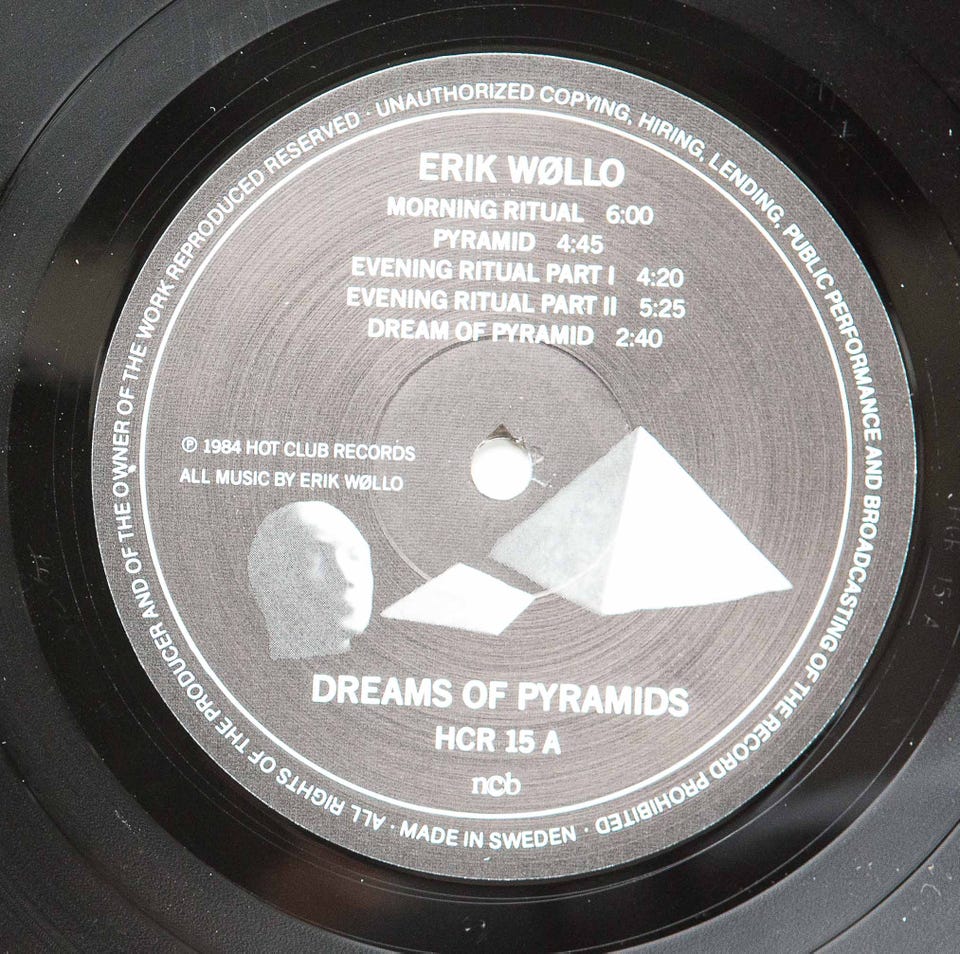 ERIK WØLLO
MORNING RITUAL 6:00
PYRAMID 4:45
EVENING RITUAL PART I 4:20
EVENING RITUAL PART II 5:25
DREAM OF PYRAMID 2:40
℗ 1984 HOT CLUB RECORDS
ALL MUSIC BY ERIK WØLLO
DREAMS OF PYRAMIDS
HCR 15 A
ncb
ALL RIGHTS OF THE PRODUCER AND OF THE OWNER OF THE WORK REPRODUCED RESERVED · UNAUTHORIZED COPYING, HIRING, LENDING, PUBLIC PERFORMANCE AND BROADCASTING OF THE RECORD PROHIBITED · MADE IN SWEDEN ·